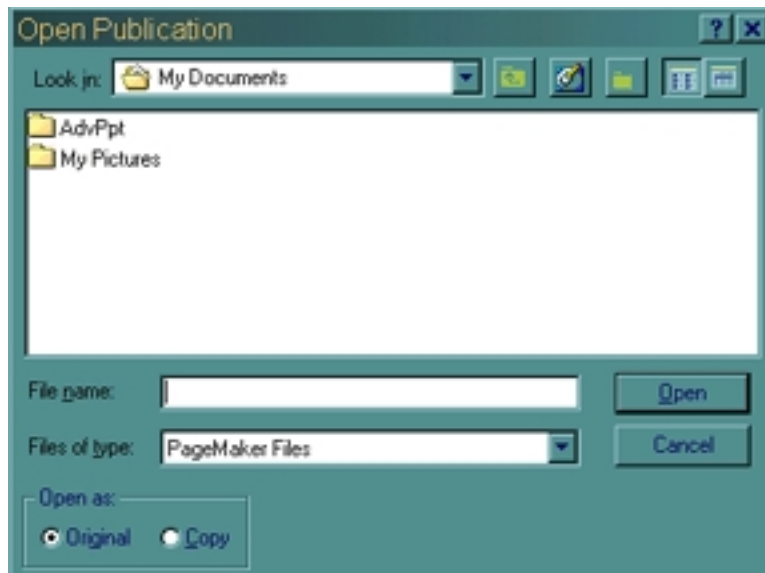 Open Publication
Look in: My Documents
AdvPpt
My Pictures
File name: Open
Files of type: PageMaker Files Cancel
Open as:
Original Copy